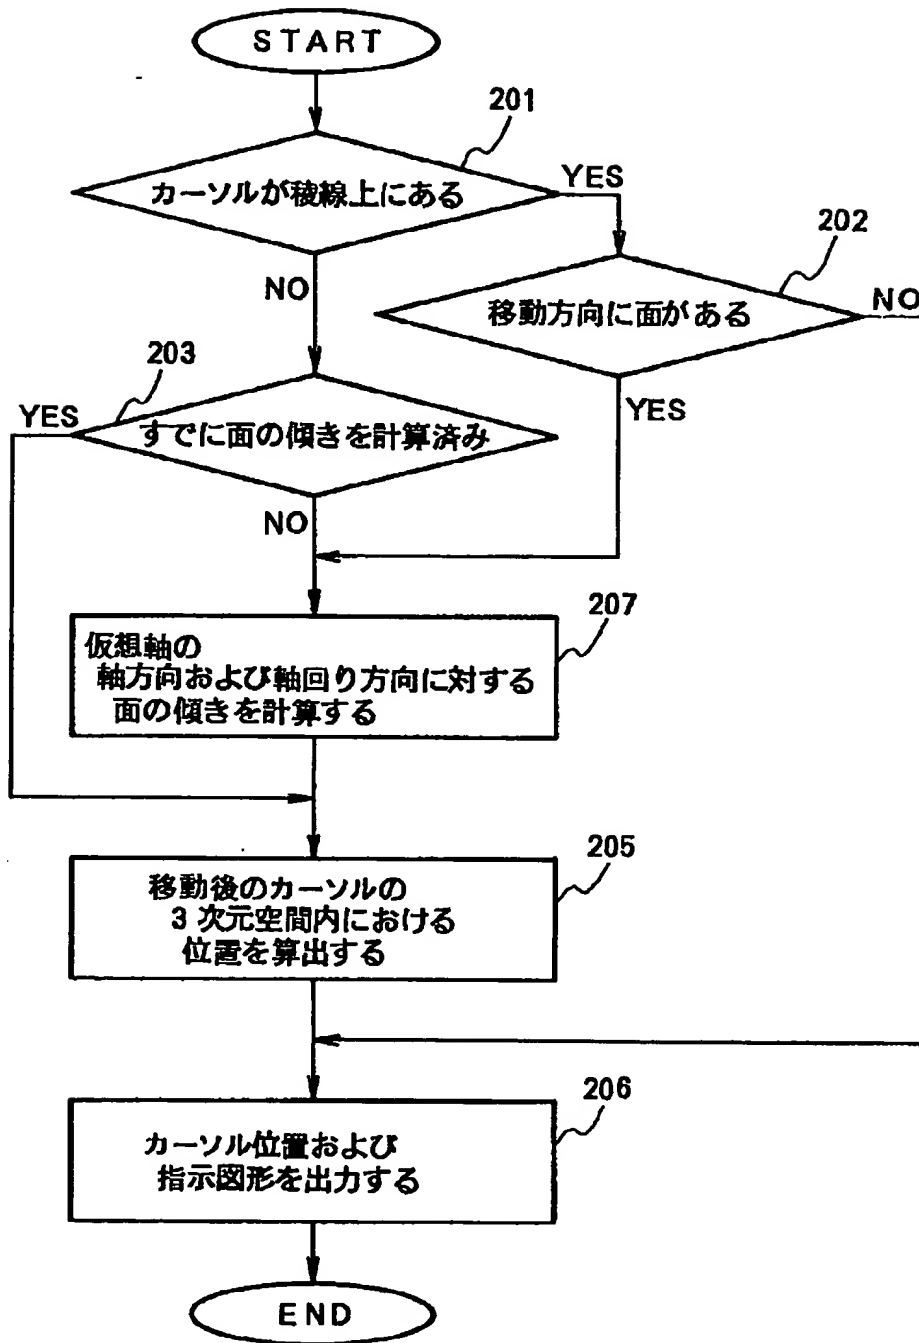 START
201
カーソルが稜線上にある
YES
202
NO
移動方向に面がある
NO
203
YES
YES
すでに面の傾きを計算済み
NO
207
仮想軸の
軸方向および軸回り方向に対する
面の傾きを計算する
205
移動後のカーソルの
3次元空間内における
位置を算出する
206
カーソル位置および
指示図形を出力する
END